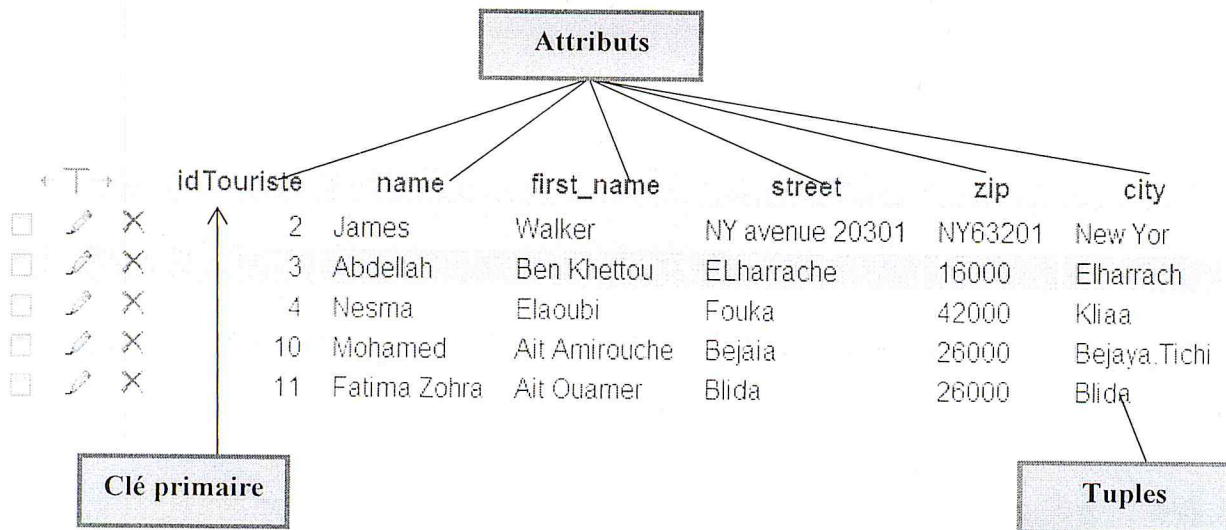 Attributs
idTouriste name first_name street zip city
2 James Walker NY avenue 20301 NY63201 New Yor
3 Abdellah Ben Khettou ELharrache 16000 Elharrach
4 Nesma Elaoubi Fouka 42000 Kliaa
10 Mohamed Ait Amirouche Bejaia 26000 Bejaya.Tichi
11 Fatima Zohra Ait Ouamer Blida 26000 Blida
Clé primaire
Tuples